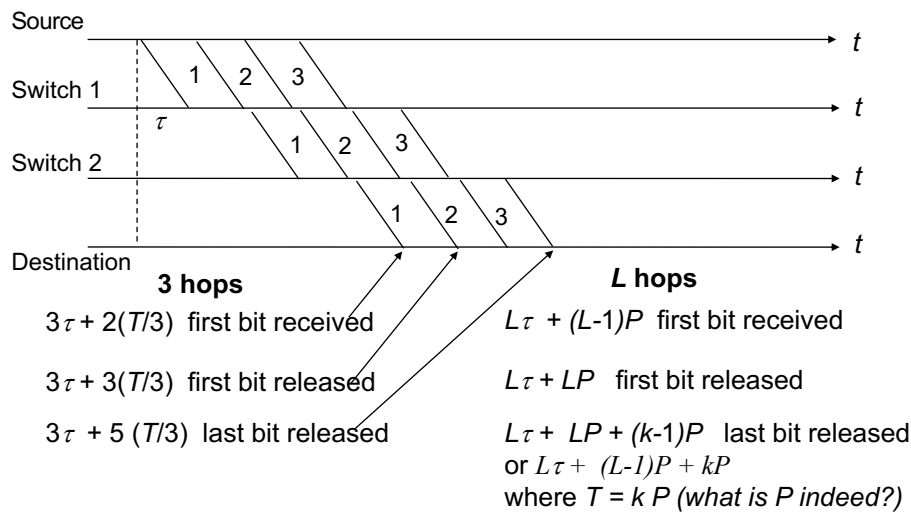 Source
t
1 2 3
Switch 1
t
τ
1 2 3
Switch 2
t
1 2 3
t
Destination
3 hops
3τ + 2(T/3) first bit received
3τ + 3(T/3) first bit released
3τ + 5 (T/3) last bit released
L hops
Lτ + (L-1)P first bit received
Lτ + LP first bit released
Lτ + LP + (k-1)P last bit released
or Lτ + (L-1)P + kP
where T = k P (what is P indeed?)